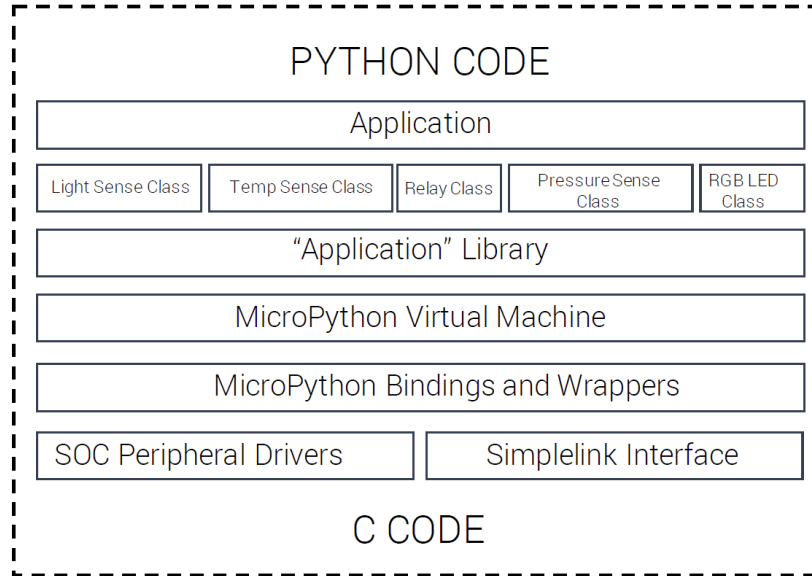 PYTHON CODE
Application
Light Sense Class
Temp Sense Class
Relay Class
Pressure Sense
Class
RGB LED
Class
“Application” Library
MicroPython Virtual Machine
MicroPython Bindings and Wrappers
SOC Peripheral Drivers
Simplelink Interface
C CODE